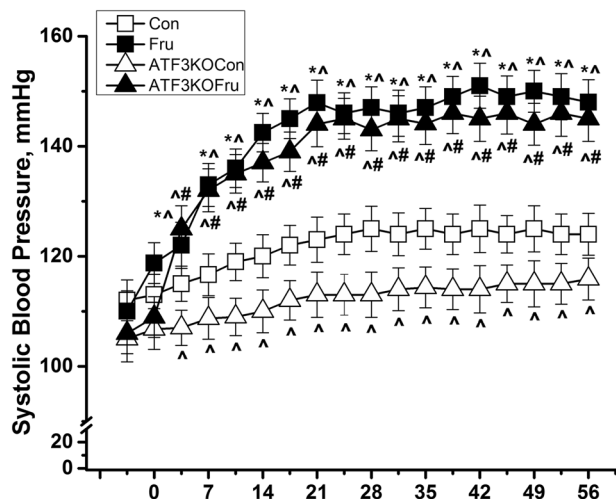 Con
Fru
ATF3KOCon
ATF3KOFru
Systolic Blood Pressure, mmHg
160
140
120
100
20
0
*^ *^ *^ *^ *^ *^ *^ *^ *^ *^ *^ *^ *^ *^ *^ *^
^# ^# ^# ^# ^# ^# ^# ^# ^# ^# ^# ^# ^# ^# ^#
^ ^ ^ ^ ^ ^ ^ ^ ^ ^ ^ ^ ^ ^ ^
0 7 14 21 28 35 42 49 56